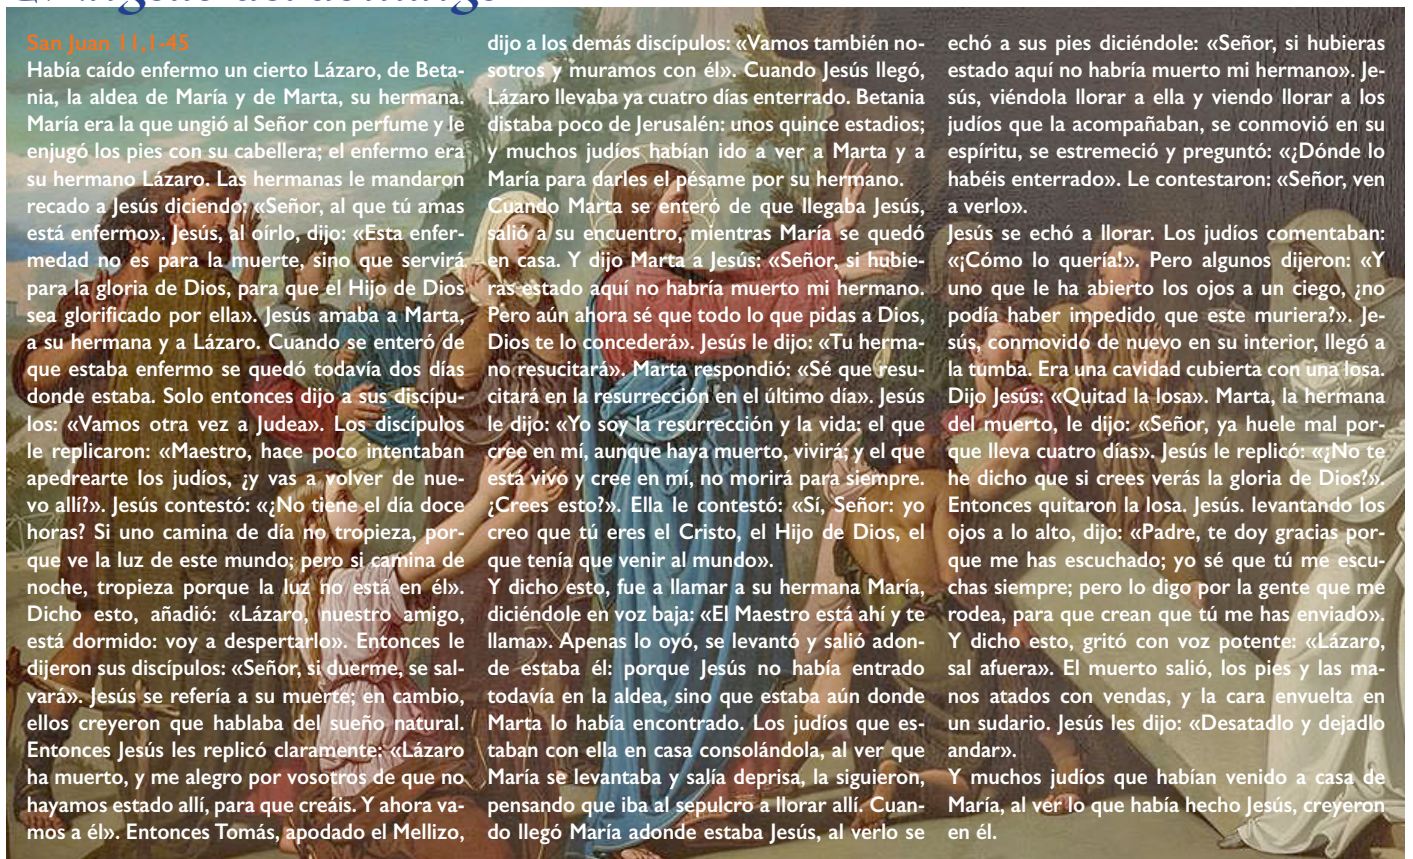 San Juan 11,1-45
Había caído enfermo un cierto Lázaro, de Beta-
nia, la aldea de María y de Marta, su hermana.
María era la que ungió al Señor con perfume y le
enjugó los pies con su cabellera; el enfermo era
su hermano Lázaro. Las hermanas le mandaron
recado a Jesús diciendo: «Señor, al que tú amas
está enfermo». Jesús, al oírlo, dijo: «Esta enfer-
medad no es para la muerte, sino que servirá
para la gloria de Dios, para que el Hijo de Dios
sea glorificado por ella». Jesús amaba a Marta,
a su hermana y a Lázaro. Cuando se enteró de
que estaba enfermo se quedó todavía dos días
donde estaba. Solo entonces dijo a sus discípu-
los: «Vamos otra vez a Judea». Los discípulos
le replicaron: «Maestro, hace poco intentaban
apedrearte los judíos, ¿y vas a volver de nue-
vo allí?». Jesús contestó: «¿No tiene el día doce
horas? Si uno camina de día no tropieza, por-
que ve la luz de este mundo; pero si camina de
noche, tropieza porque la luz no está en él».
Dicho esto, añadió: «Lázaro, nuestro amigo,
está dormido: voy a despertarlo». Entonces le
dijeron sus discípulos: «Señor, si duerme, se sal-
vará». Jesús se refería a su muerte; en cambio,
ellos creyeron que hablaba del sueño natural.
Entonces Jesús les replicó claramente: «Lázaro
ha muerto, y me alegro por vosotros de que no
hayamos estado allí, para que creáis. Y ahora va-
mos a él». Entonces Tomás, apodado el Mellizo,
dijo a los demás discípulos: «Vamos también no-
sotros y muramos con él». Cuando Jesús llegó,
Lázaro llevaba ya cuatro días enterrado. Betania
distaba poco de Jerusalén: unos quince estadios;
y muchos judíos habían ido a ver a Marta y a
María para darles el pésame por su hermano.
Cuando Marta se enteró de que llegaba Jesús,
salió a su encuentro, mientras María se quedó
en casa. Y dijo Marta a Jesús: «Señor, si hubie-
ras estado aquí no habría muerto mi hermano.
Pero aún ahora sé que todo lo que pidas a Dios,
Dios te lo concederá». Jesús le dijo: «Tu herma-
no resucitará». Marta respondió: «Sé que resu-
citará en la resurrección en el último día». Jesús
le dijo: «Yo soy la resurrección y la vida: el que
cree en mí, aunque haya muerto, vivirá; y el que
está vivo y cree en mí, no morirá para siempre.
¿Crees esto?». Ella le contestó: «Sí, Señor: yo
creo que tú eres el Cristo, el Hijo de Dios, el
que tenía que venir al mundo».
Y dicho esto, fue a llamar a su hermana María,
diciéndole en voz baja: «El Maestro está ahí y te
llama». Apenas lo oyó, se levantó y salió adon-
de estaba él: porque Jesús no había entrado
todavía en la aldea, sino que estaba aún donde
Marta lo había encontrado. Los judíos que es-
taban con ella en casa consolándola, al ver que
María se levantaba y salía deprisa, la siguieron,
pensando que iba al sepulcro a llorar allí. Cuan-
do llegó María adonde estaba Jesús, al verlo se
echó a sus pies diciéndole: «Señor, si hubieras
estado aquí no habría muerto mi hermano». Je-
sús, viéndola llorar a ella y viendo llorar a los
judíos que la acompañaban, se conmovió en su
espíritu, se estremeció y preguntó: «¿Dónde lo
habéis enterrado». Le contestaron: «Señor, ven
a verlo».
Jesús se echó a llorar. Los judíos comentaban:
«¡Cómo lo quería!». Pero algunos dijeron: «Y
uno que le ha abierto los ojos a un ciego, ¿no
podía haber impedido que este muriera?». Je-
sús, conmovido de nuevo en su interior, llegó a
la tumba. Era una cavidad cubierta con una losa.
Dijo Jesús: «Quitad la losa». Marta, la hermana
del muerto, le dijo: «Señor, ya huele mal por-
que lleva cuatro días». Jesús le replicó: «¿No te
he dicho que si crees verás la gloria de Dios?».
Entonces quitaron la losa. Jesús. levantando los
ojos a lo alto, dijo: «Padre, te doy gracias por-
que me has escuchado; yo sé que tú me escu-
chas siempre; pero lo digo por la gente que me
rodea, para que crean que tú me has enviado».
Y dicho esto, gritó con voz potente: «Lázaro,
sal afuera». El muerto salió, los pies y las ma-
nos atados con vendas, y la cara envuelta en
un sudario. Jesús les dijo: «Desatadlo y dejadlo
andar».
Y muchos judíos que habían venido a casa de
María, al ver lo que había hecho Jesús, creyeron
en él.